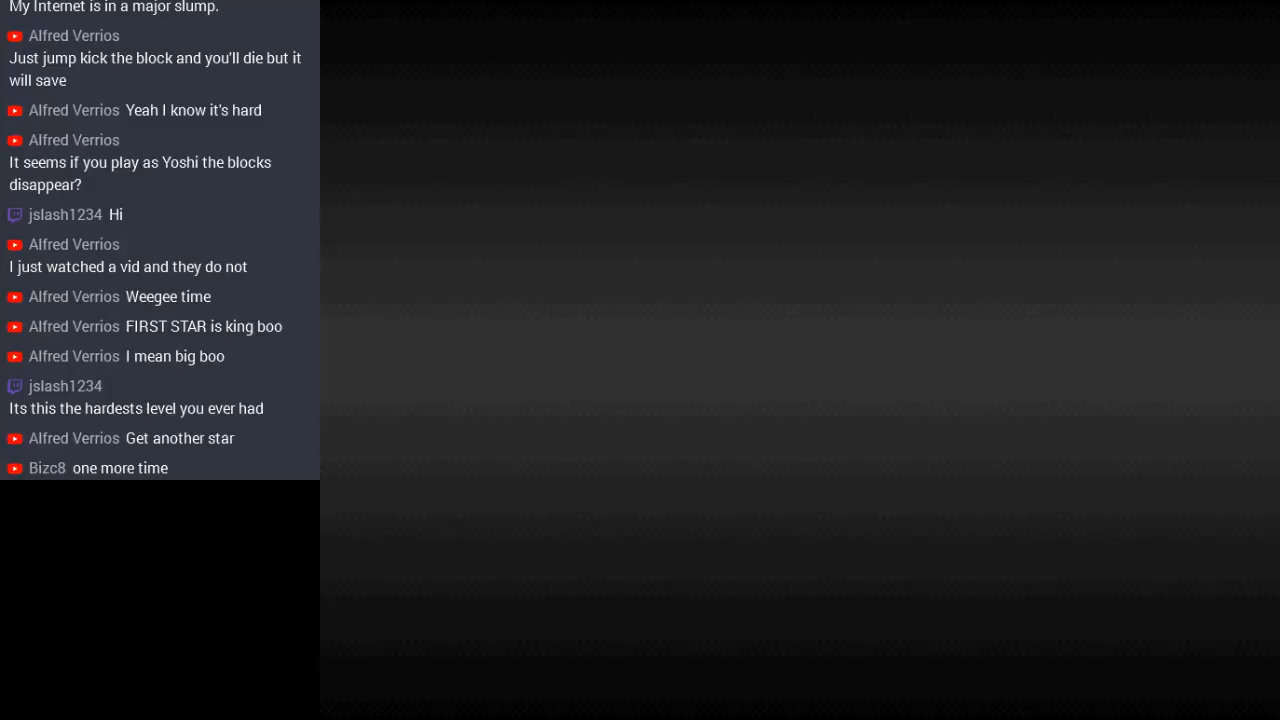 My Internet is in a major slump.
Alfred Verrios
Just jump kick the block and you'll die but it
will save
Alfred Verrios Yeah I know it's hard
Alfred Verrios
It seems if you play as Yoshi the blocks
disappear?
jslash1234 Hi
Alfred Verrios
I just watched a vid and they do not
Alfred Verrios Weegee time
Alfred Verrios FIRST STAR is king boo
Alfred Verrios I mean big boo
jslash1234
Its this the hardests level you ever had
Alfred Verrios Get another star
Bizc8 one more time